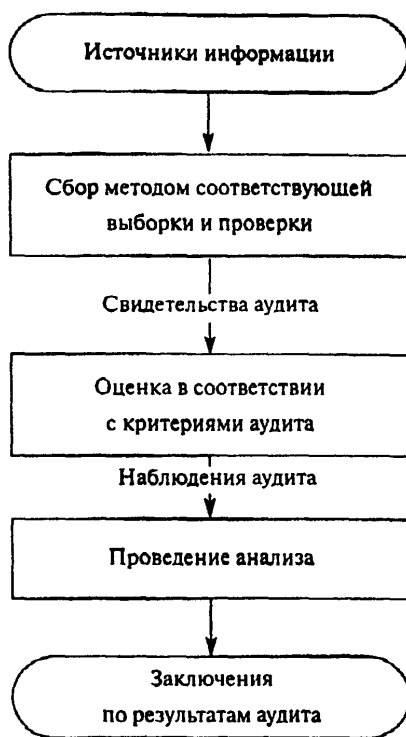 Источники информации
Сбор методом соответствующей
выборки и проверки
Свидетельства аудита
Оценка в соответствии
с критериями аудита
Наблюдения аудита
Проведение анализа
Заключения
по результатам аудита